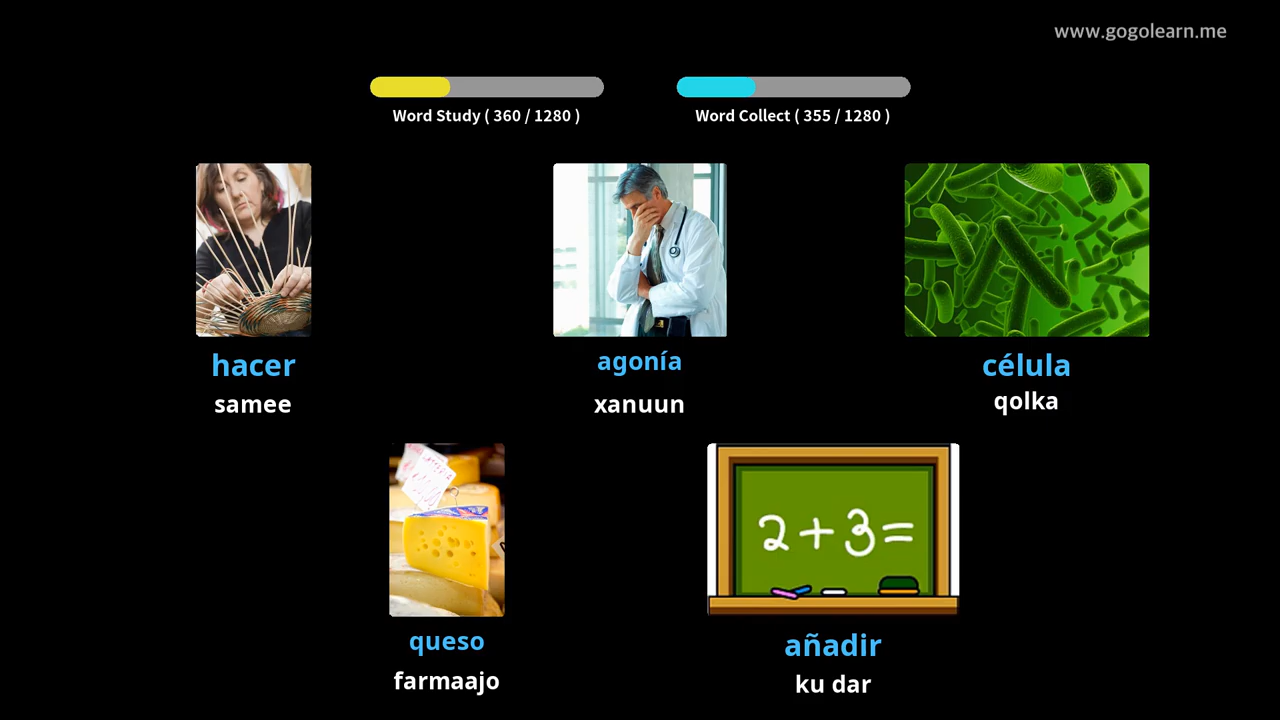 www.gogolearn.me
Word Study ( 360 / 1280 )
Word Collect ( 355 / 1280 )
hacer
samee
agonía
xanuun
célula
qolka
queso
farmaajo
2+3=
añadir
ku dar